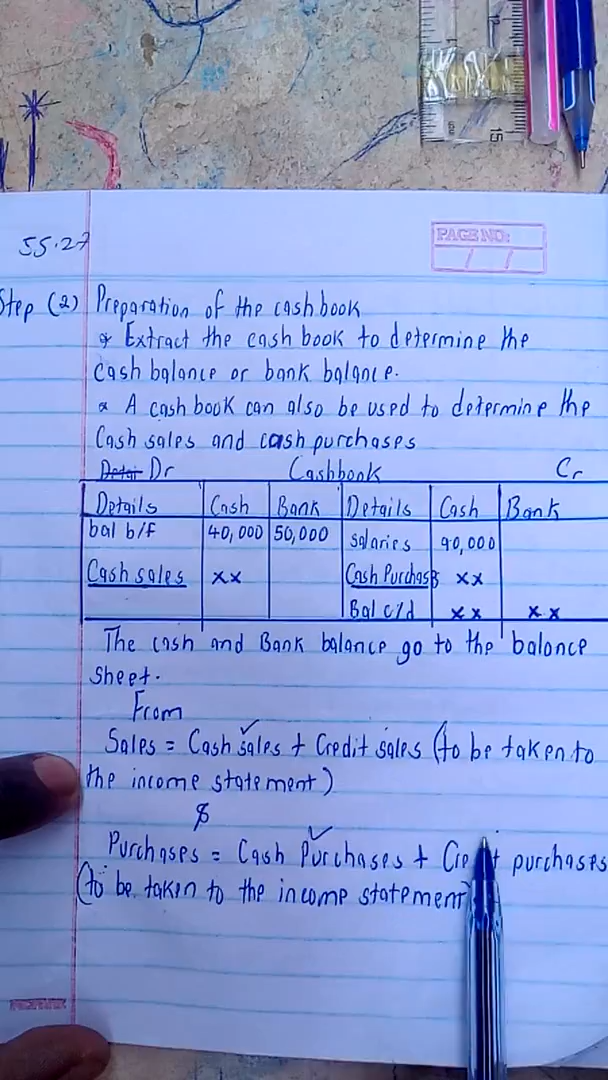 55.27
PAGE NO:
/ /
Step (2) Preparation of the cash book
* Extract the cash book to determine the
cash balance or bank balance.
* A cash book can also be used to determine the
Cash sales and cash purchases
Dr Cashbook Cr
Details Cash Bank Details Cash Bank
bal b/f 40,000 50,000 salaries 90,000
Cash sales xx Cash Purchases xx
Bal c/d xx xx
The cash and Bank balance go to the balance
sheet.
From
Sales = Cash sales + Credit sales (to be taken to
the income statement)
$
Purchases = Cash Purchases + Credit purchases
(to be taken to the income statement
15